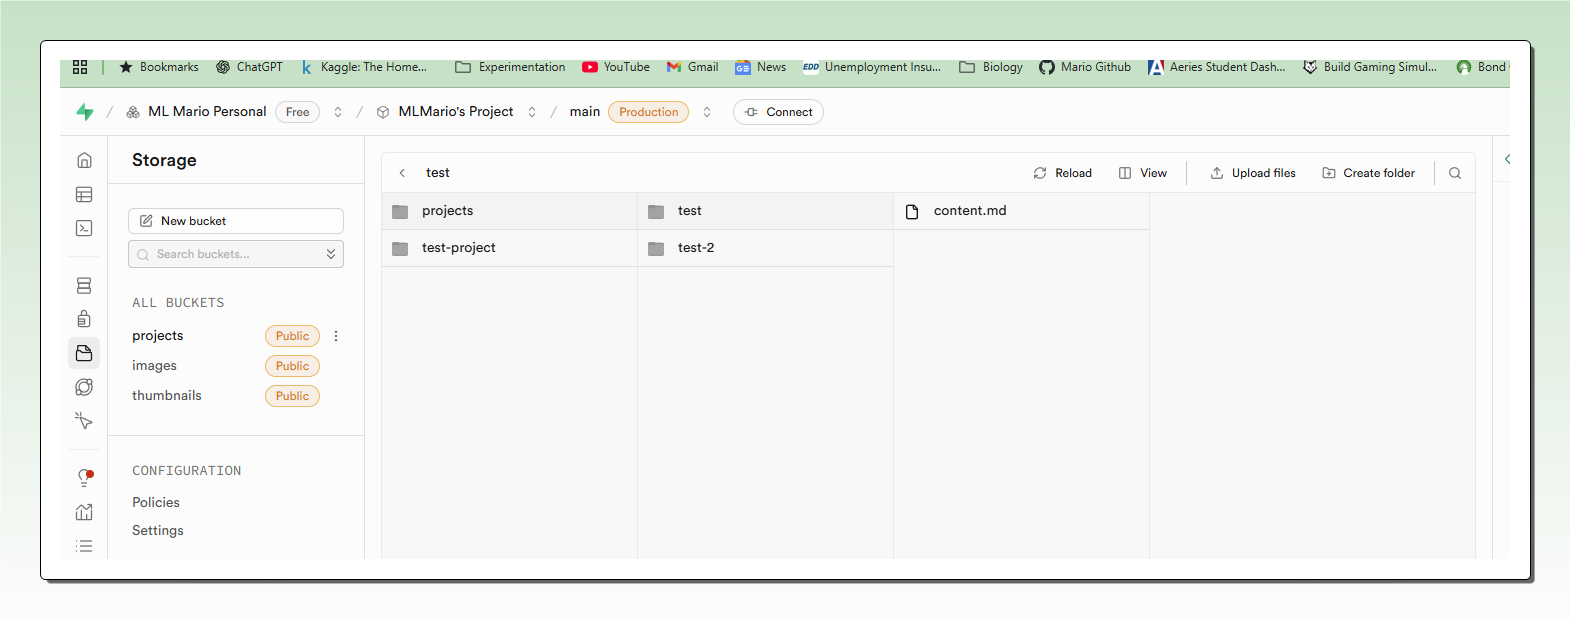 Bookmarks ChatGPT Kaggle: The Home... Experimentation YouTube Gmail News EDD Unemployment Insu... Biology Mario Github Aeries Student Dash... Build Gaming Simul... Bond
/ ML Mario Personal Free / MLMario's Project / main Production Connect
Storage
test Reload View Upload files Create folder
New bucket
Search buckets...
ALL BUCKETS
projects Public
images Public
thumbnails Public
CONFIGURATION
Policies
Settings
projects test content.md
test-project test-2